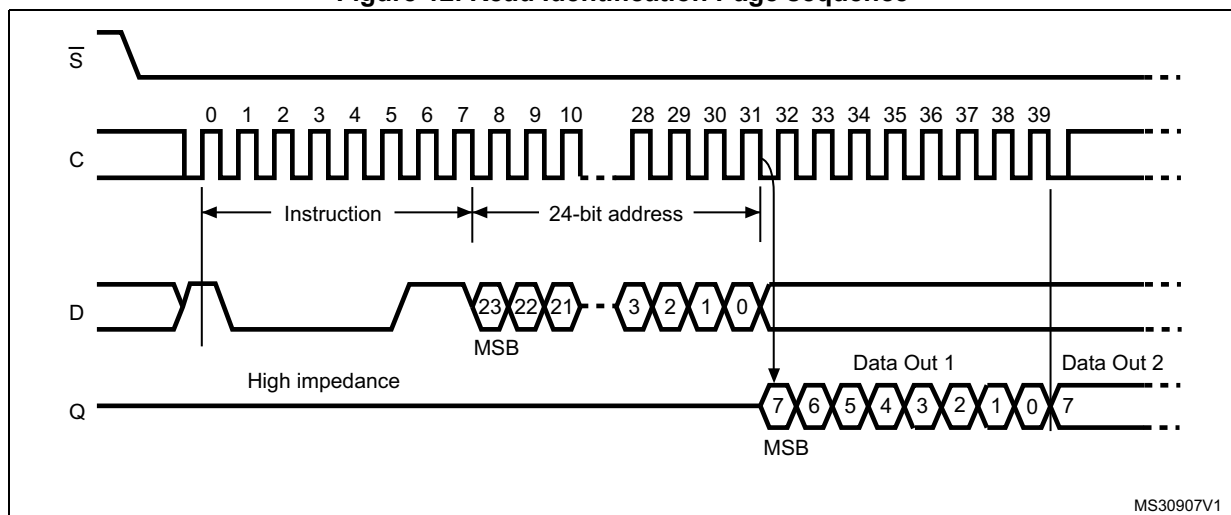 Figure 12. Read Identification Page sequence
S
0 1 2 3 4 5 6 7 8 9 10 28 29 30 31 32 33 34 35 36 37 38 39
C
Instruction 24-bit address
D 23 22 21 3 2 1 0
MSB
High impedance Data Out 1 Data Out 2
Q 7 6 5 4 3 2 1 0 7
MSB
MS30907V1